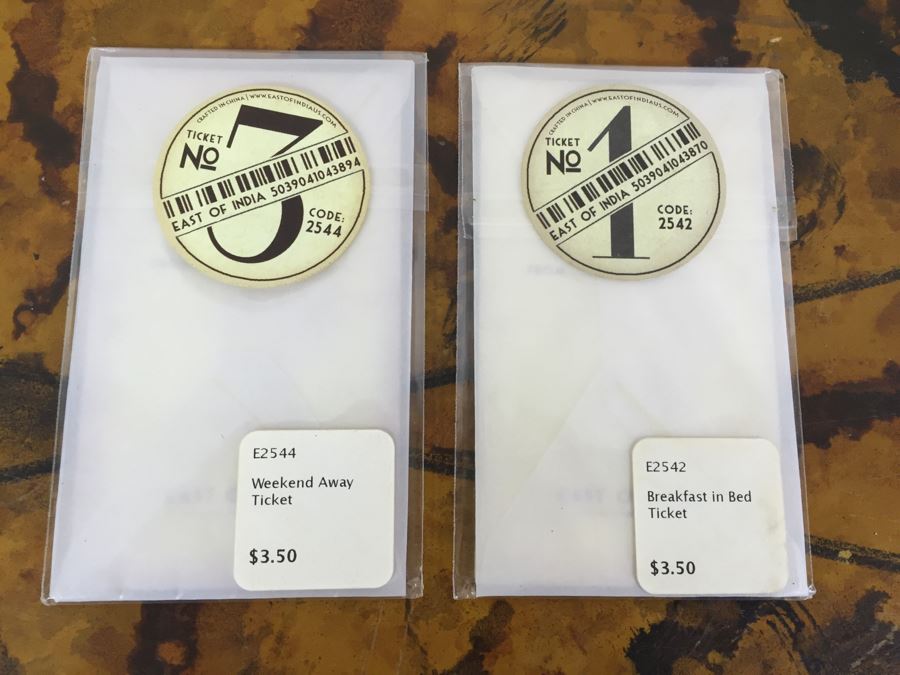 CRAFTED IN CHINA | WWW.EASTOFINDIAUS.COM
TICKET
No 3
EAST OF INDIA 5039041043894
CODE:
2544
E2544
Weekend Away
Ticket
$3.50
CRAFTED IN CHINA | WWW.EASTOFINDIAUS.COM
TICKET
No 1
EAST OF INDIA 5039041043870
CODE:
2542
E2542
Breakfast in Bed
Ticket
$3.50